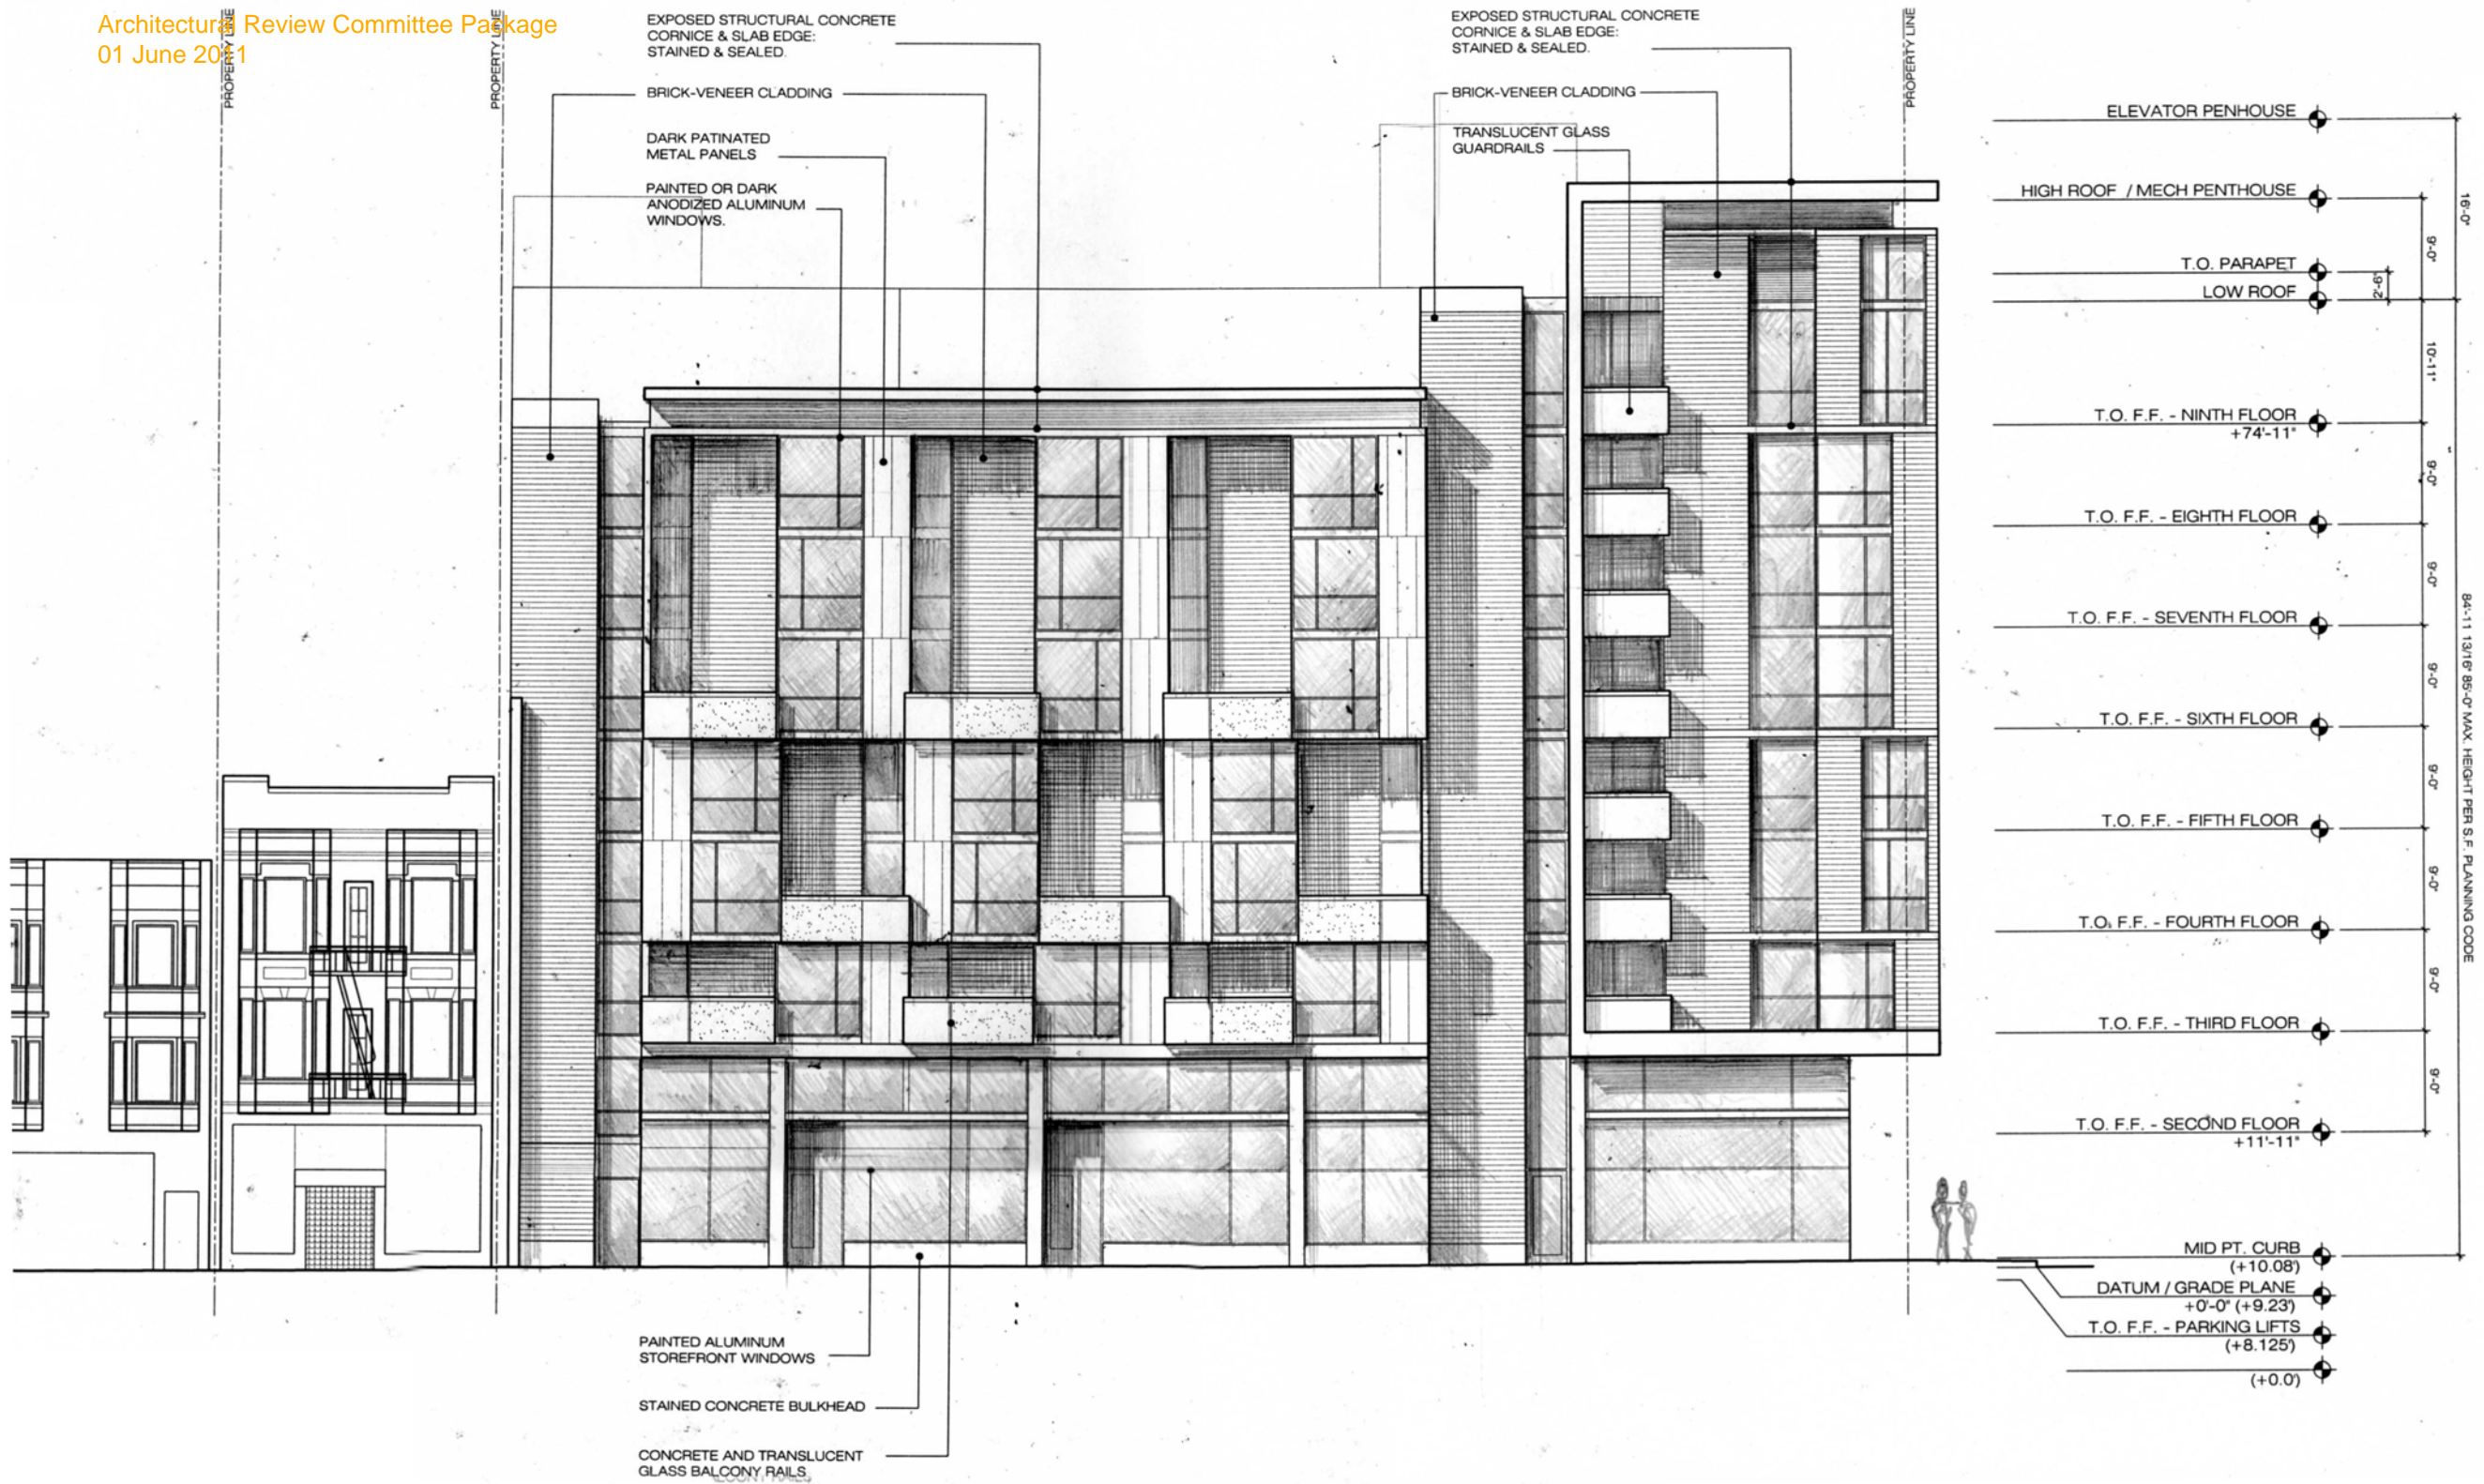 Architectural Review Committee Package
01 June 2011
PROPERTY LINE
PROPERTY LINE
EXPOSED STRUCTURAL CONCRETE
CORNICE & SLAB EDGE:
STAINED & SEALED.
BRICK-VENEER CLADDING
DARK PATINATED
METAL PANELS
PAINTED OR DARK
ANODIZED ALUMINUM
WINDOWS.
EXPOSED STRUCTURAL CONCRETE
CORNICE & SLAB EDGE:
STAINED & SEALED.
BRICK-VENEER CLADDING
TRANSLUCENT GLASS
GUARDRAILS
PROPERTY LINE
ELEVATOR PENHOUSE
HIGH ROOF / MECH PENTHOUSE
T.O. PARAPET
LOW ROOF
T.O. F.F. - NINTH FLOOR
+74'-11"
T.O. F.F. - EIGHTH FLOOR
T.O. F.F. - SEVENTH FLOOR
T.O. F.F. - SIXTH FLOOR
T.O. F.F. - FIFTH FLOOR
T.O. F.F. - FOURTH FLOOR
T.O. F.F. - THIRD FLOOR
T.O. F.F. - SECOND FLOOR
+11'-11"
MID PT. CURB
(+10.08')
DATUM / GRADE PLANE
+0'-0" (+9.23')
T.O. F.F. - PARKING LIFTS
(+8.125')
(+0.0')
2'-6"
9'-0"
10'-11"
9'-0"
9'-0"
9'-0"
9'-0"
9'-0"
9'-0"
9'-0"
16'-0"
84'-11 13/16" 85'-0" MAX. HEIGHT PER S.F. PLANNING CODE
PAINTED ALUMINUM
STOREFRONT WINDOWS
STAINED CONCRETE BULKHEAD
CONCRETE AND TRANSLUCENT
GLASS BALCONY RAILS